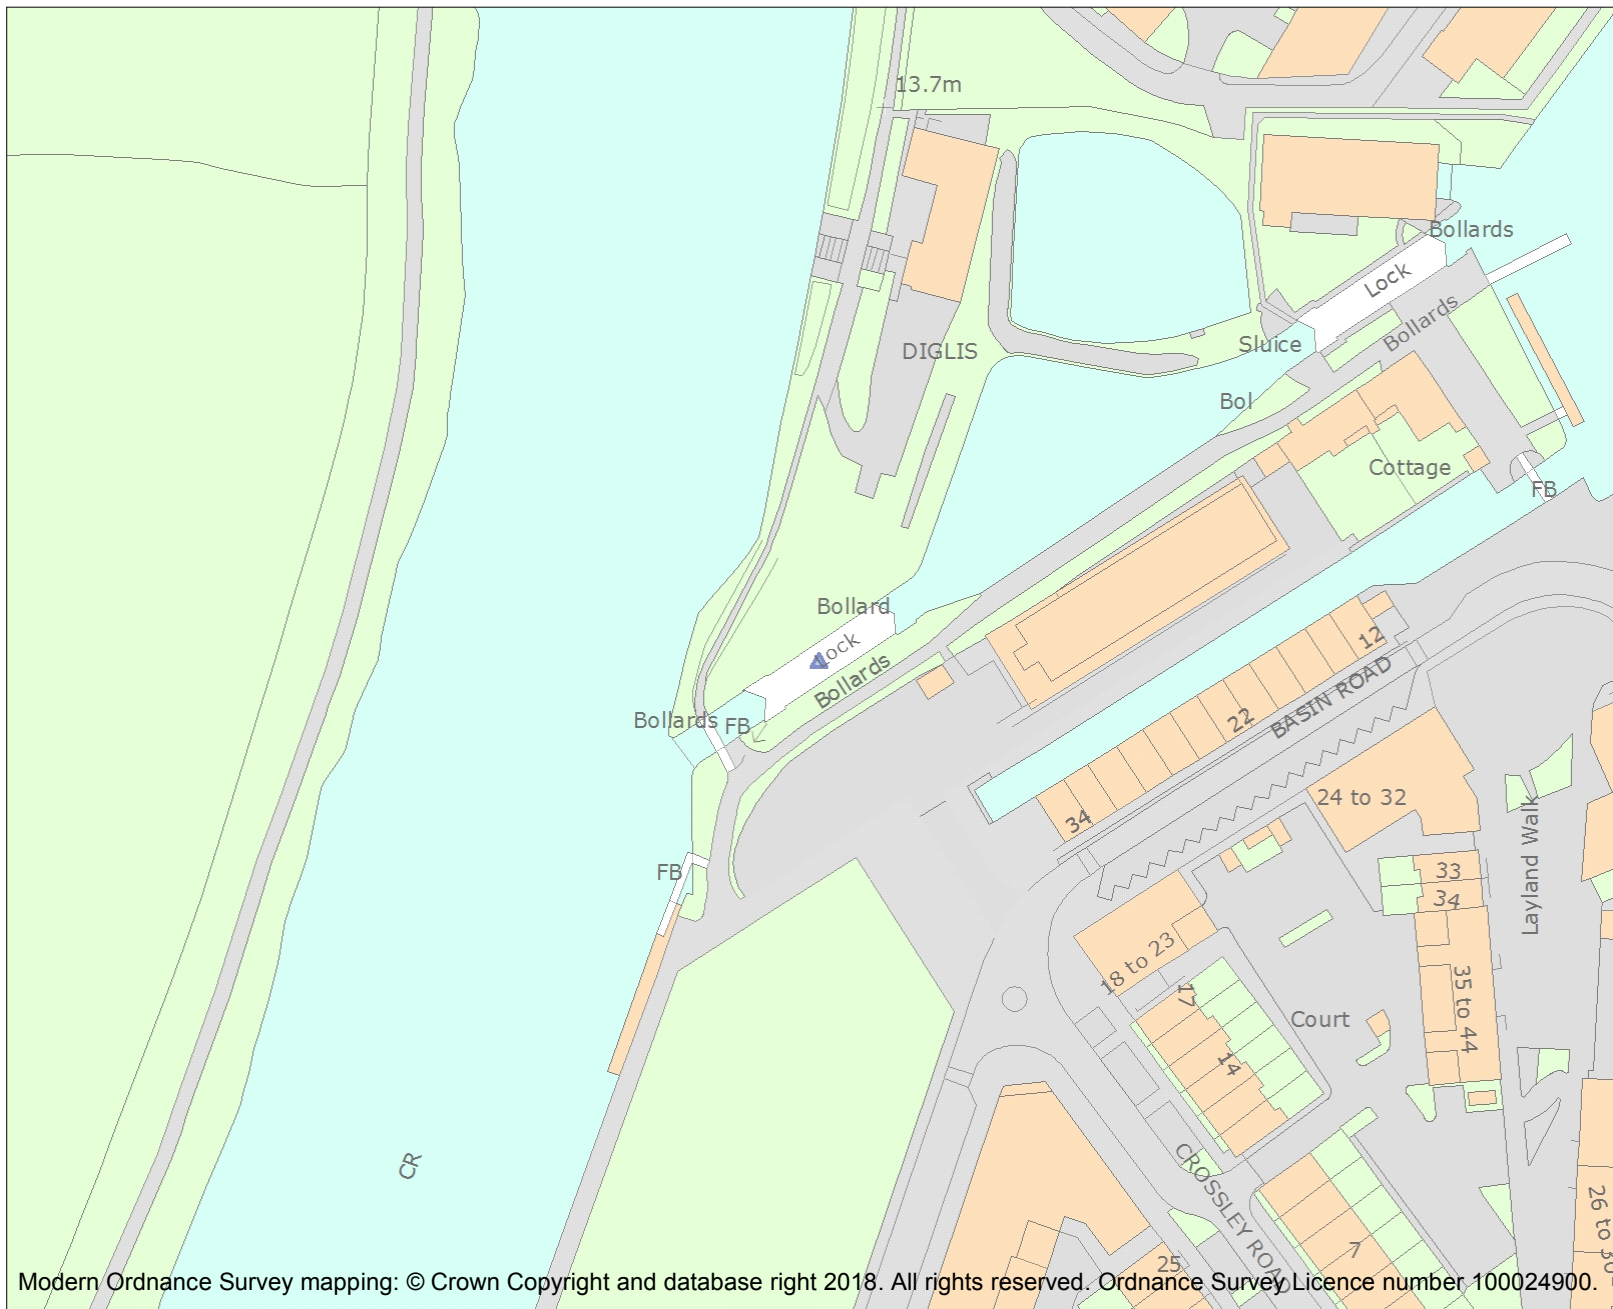 13.7m
Bollards
Lock
Bollards
Sluice
DIGLIS
Bol
Cottage
FB
Bollard
Lock
Bollards
12
BASIN ROAD
Bollards
FB
22
24 to 32
34
Layland Walk
FB
33
34
18 to 23
17
35 to 44
Court
14
CR
CROSSLEY ROAD
26 to 30
7
25
Modern Ordnance Survey mapping: © Crown Copyright and database right 2018. All rights reserved. Ordnance Survey Licence number 100024900.